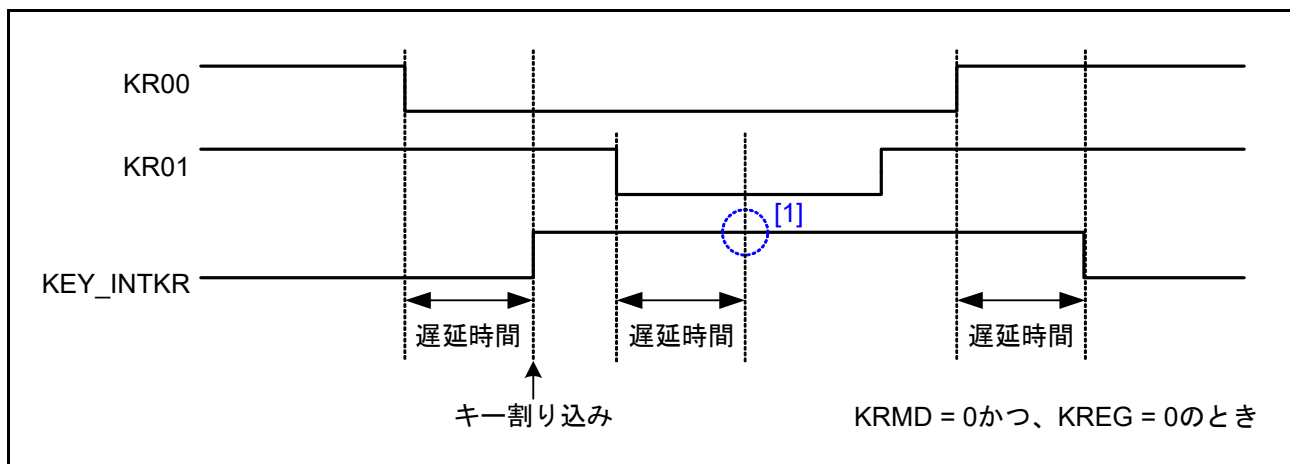 KR00
KR01
[1]
KEY_INTKR
遅延時間 遅延時間 遅延時間
キー割り込み KRMD = 0かつ、KREG = 0のとき